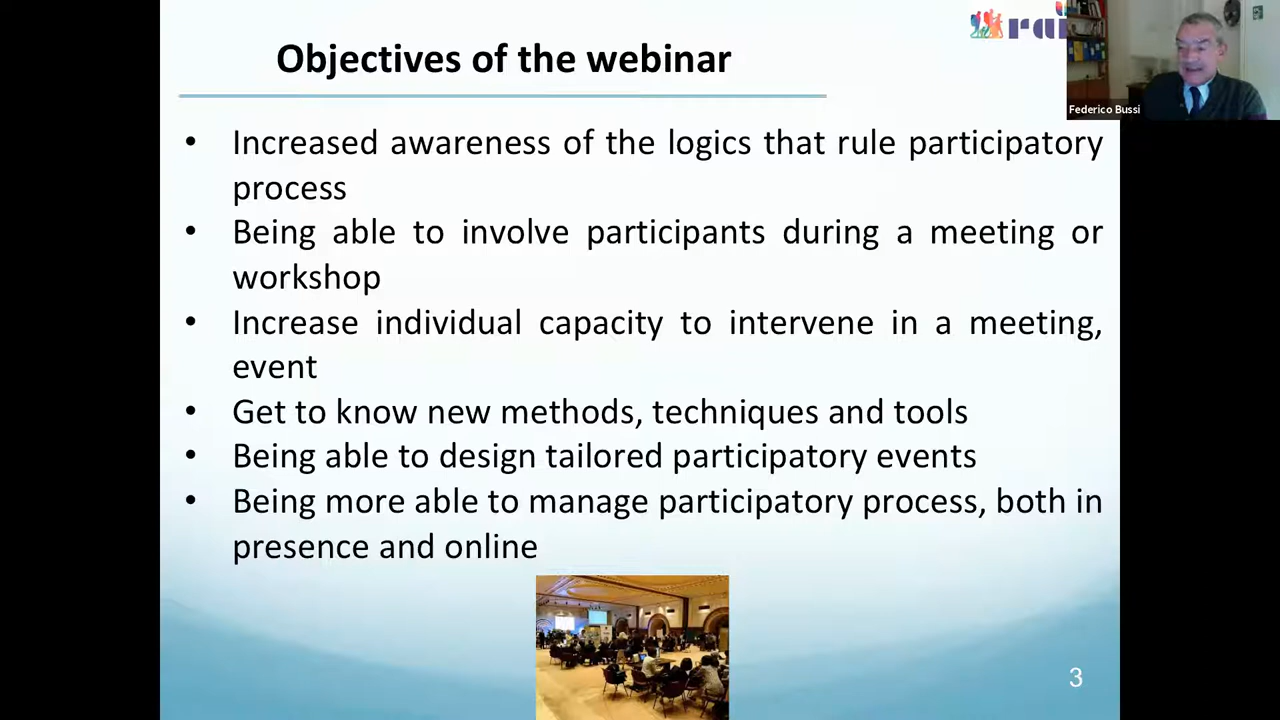 Objectives of the webinar
rai
Federico Bussi
• Increased awareness of the logics that rule participatory
process
• Being able to involve participants during a meeting or
workshop
• Increase individual capacity to intervene in a meeting,
event
• Get to know new methods, techniques and tools
• Being able to design tailored participatory events
• Being more able to manage participatory process, both in
presence and online
3